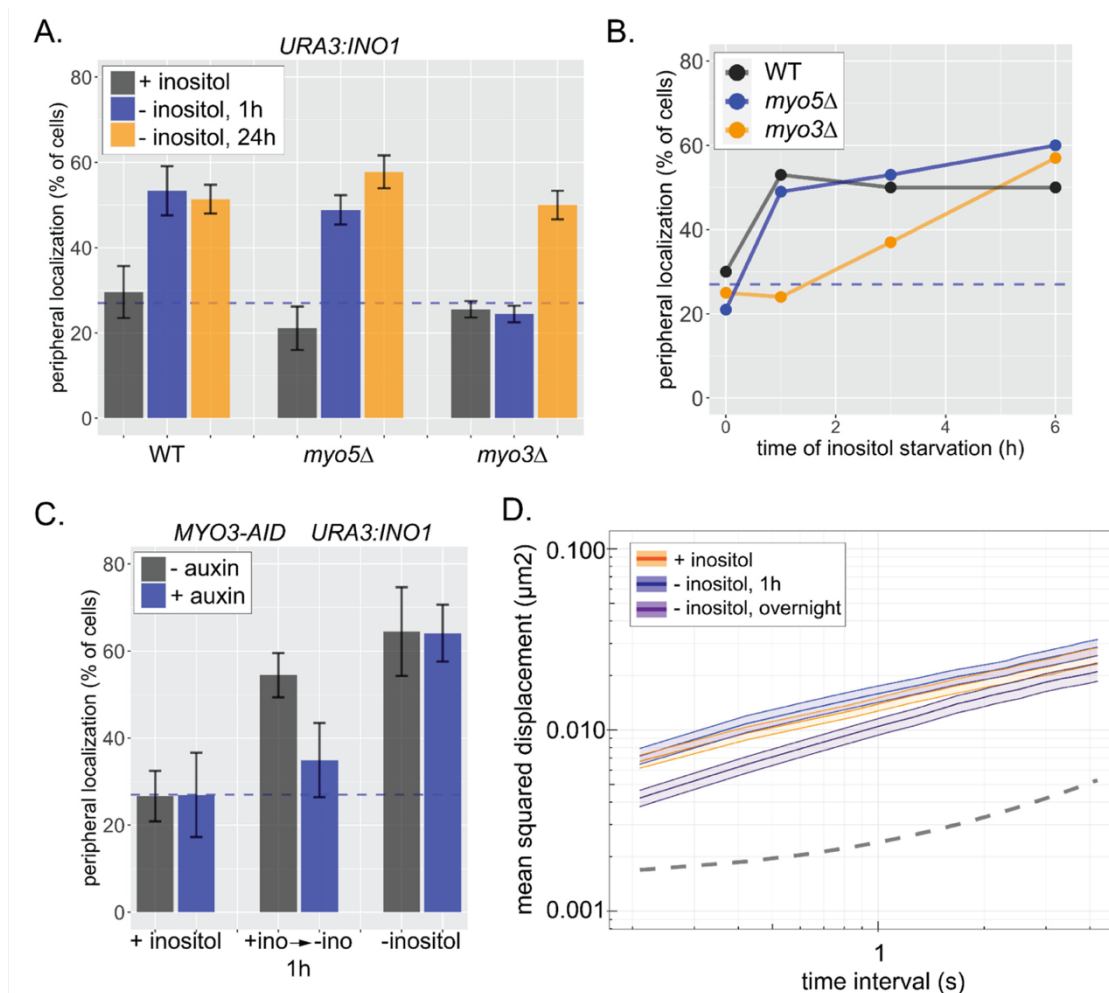 A.
URA3:INO1
+ inositol
- inositol, 1h
- inositol, 24h
peripheral localization (% of cells)
80
60
40
20
0
WT
myo5Δ
myo3Δ
B.
WT
myo5Δ
myo3Δ
peripheral localization (% of cells)
80
60
40
20
0
0
2
4
6
time of inositol starvation (h)
C.
MYO3-AID URA3:INO1
- auxin
+ auxin
peripheral localization (% of cells)
80
60
40
20
0
+ inositol
+ino→-ino
1h
-inositol
D.
+ inositol
- inositol, 1h
- inositol, overnight
mean squared displacement (µm2)
0.100
0.010
0.001
1
time interval (s)